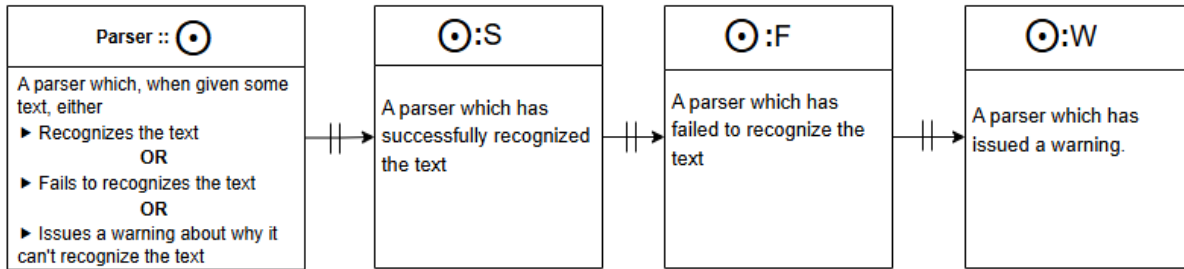 Parser :: ⊙
A parser which, when given some
text, either
► Recognizes the text
OR
► Fails to recognizes the text
OR
► Issues a warning about why it
can't recognize the text
⊙:S
A parser which has
successfully recognized
the text
⊙:F
A parser which has
failed to recognize the
text
⊙:W
A parser which has
issued a warning.